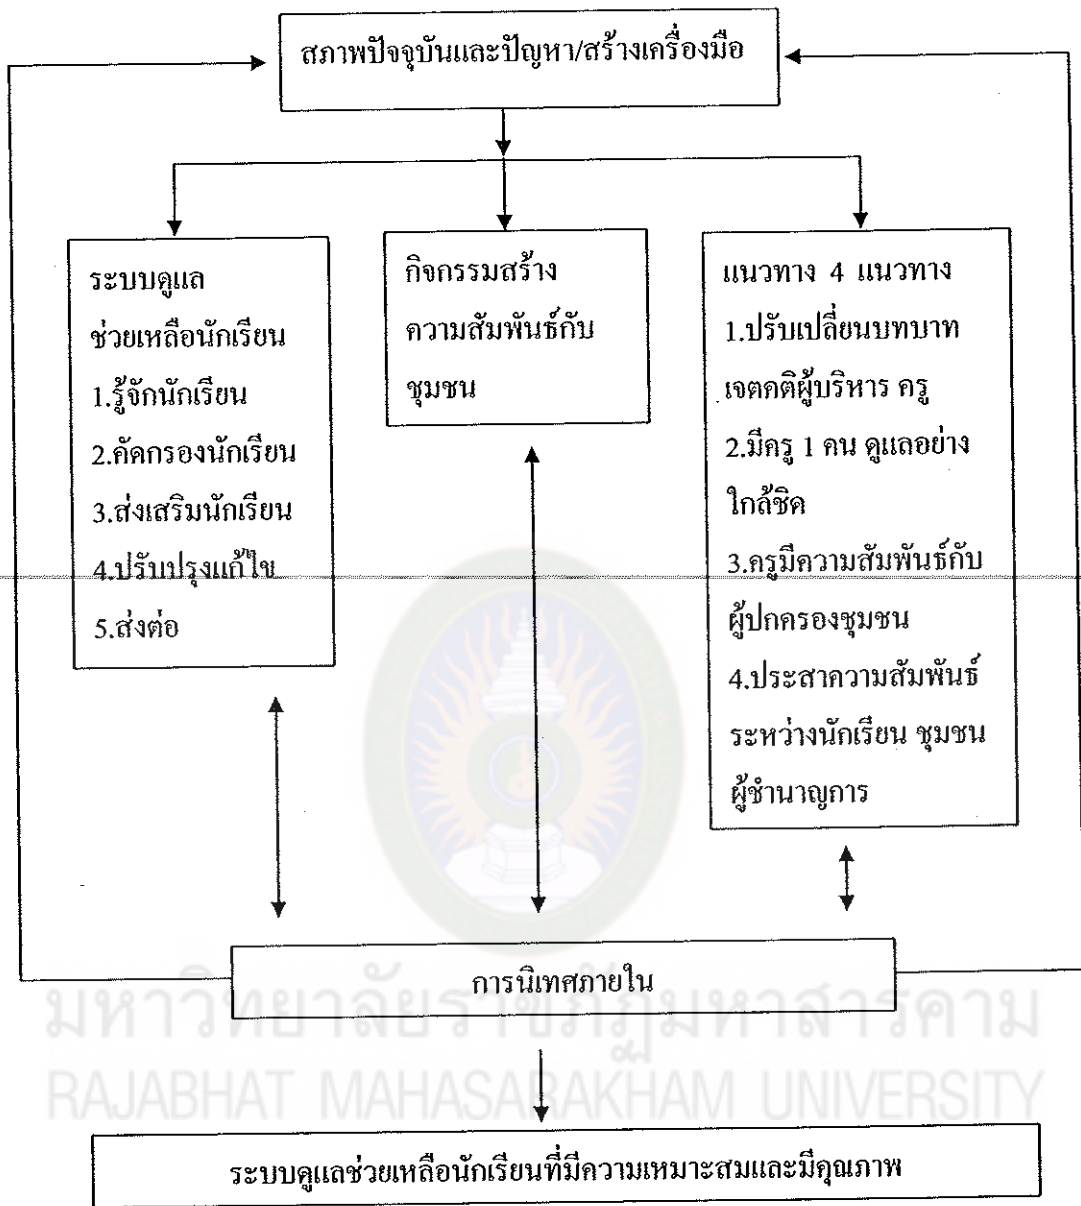 สภาพปัจจุบันและปัญหา/สร้างเครื่องมือ
ระบบดูแล
ช่วยเหลือนักเรียน
1.รู้จักนักเรียน
2.คัดกรองนักเรียน
3.ส่งเสริมนักเรียน
4.ปรับปรุงแก้ไข
5.ส่งต่อ
กิจกรรมสร้าง
ความสัมพันธ์กับ
ชุมชน
แนวทาง 4 แนวทาง
1.ปรับเปลี่ยนบทบาท
เจตคติผู้บริหาร ครู
2.มีครู 1 คน ดูแลอย่าง
ใกล้ชิด
3.ครูมีความสัมพันธ์กับ
ผู้ปกครองชุมชน
4.ประสาความสัมพันธ์
ระหว่างนักเรียน ชุมชน
ผู้ชำนาญการ
การนิเทศภายใน
มหาวิทยาลัยราชภัฏมหาสารคาม
RAJABHAT MAHASARAKHAM UNIVERSITY
ระบบดูแลช่วยเหลือนักเรียนที่มีความเหมาะสมและมีคุณภาพ